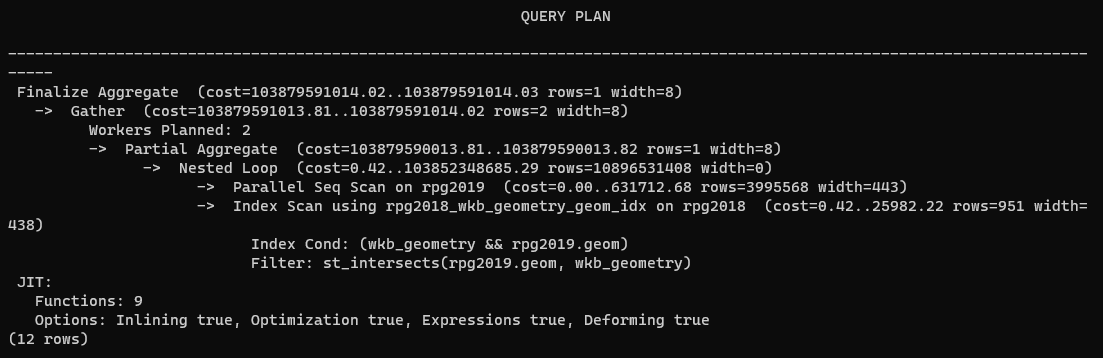 QUERY PLAN
-----------------------------------------------------------------------------------------------------------------------------
-----
Finalize Aggregate  (cost=103879591014.02..103879591014.03 rows=1 width=8)
  ->  Gather  (cost=103879591013.81..103879591014.02 rows=2 width=8)
        Workers Planned: 2
        ->  Partial Aggregate  (cost=103879590013.81..103879590013.82 rows=1 width=8)
              ->  Nested Loop  (cost=0.42..103852348685.29 rows=10896531408 width=0)
                    ->  Parallel Seq Scan on rpg2019  (cost=0.00..631712.68 rows=3995568 width=443)
                    ->  Index Scan using rpg2018_wkb_geometry_geom_idx on rpg2018  (cost=0.42..25982.22 rows=951 width=
438)
                          Index Cond: (wkb_geometry && rpg2019.geom)
                          Filter: st_intersects(rpg2019.geom, wkb_geometry)
JIT:
  Functions: 9
  Options: Inlining true, Optimization true, Expressions true, Deforming true
(12 rows)